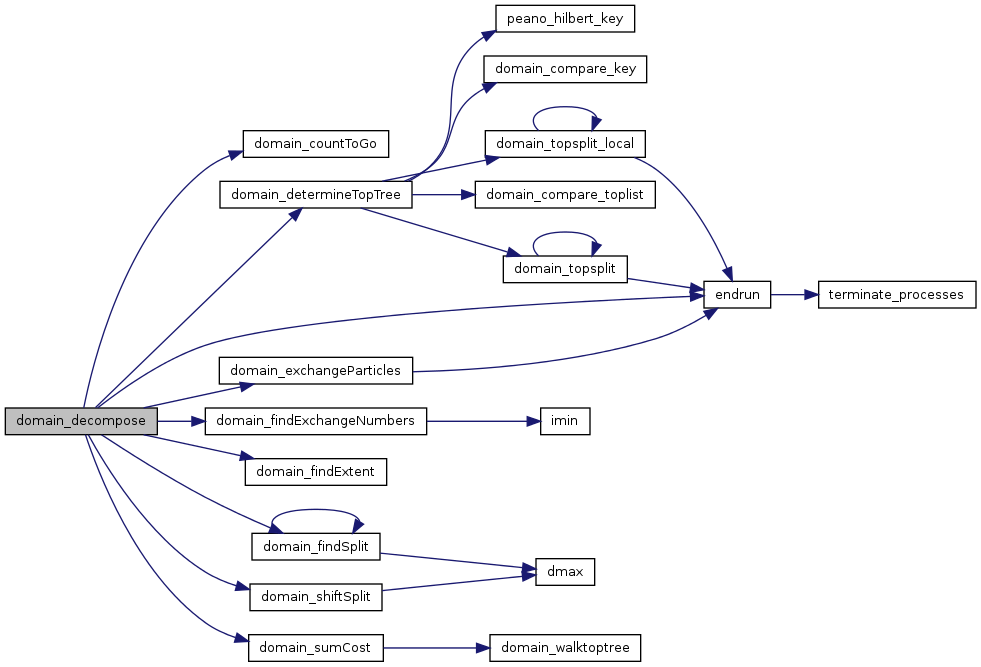 peano_hilbert_key
domain_compare_key
domain_countToGo
domain_topsplit_local
domain_determineTopTree
domain_compare_toplist
domain_topsplit
endrun
terminate_processes
domain_exchangeParticles
domain_decompose
domain_findExchangeNumbers
imin
domain_findExtent
domain_findSplit
dmax
domain_shiftSplit
domain_sumCost
domain_walktoptree